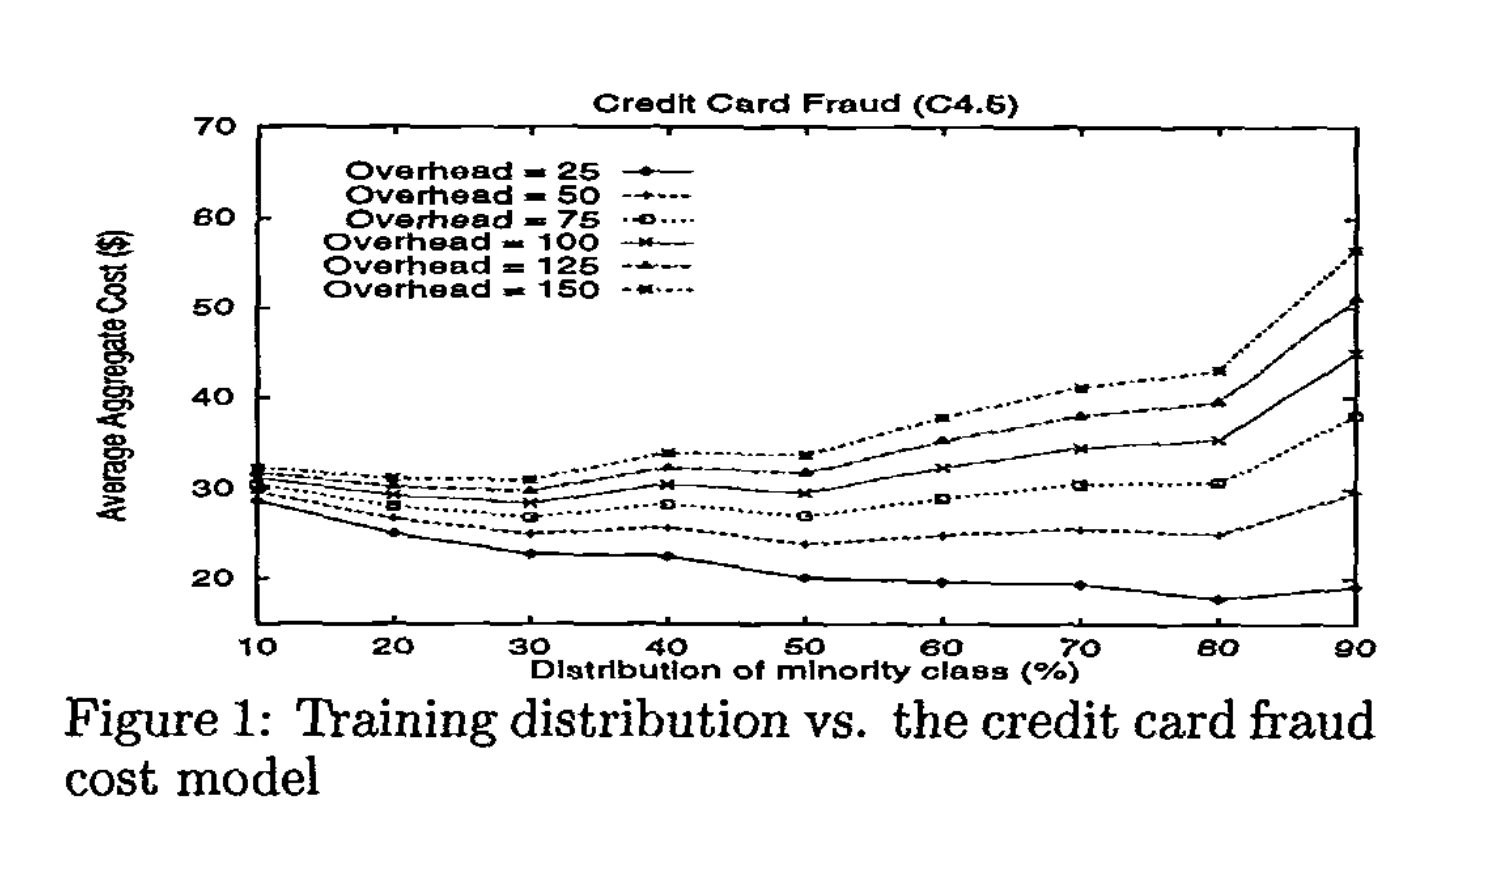 Credit Card Fraud (C4.5)
70
60
50
40
30
20
Average Aggregate Cost ($)
Overhead = 25
Overhead = 50
Overhead = 75
Overhead = 100
Overhead = 125
Overhead = 150
10 20 30 40 50 60 70 80 90
Distribution of minority class (%)
Figure 1: Training distribution vs. the credit card fraud
cost model